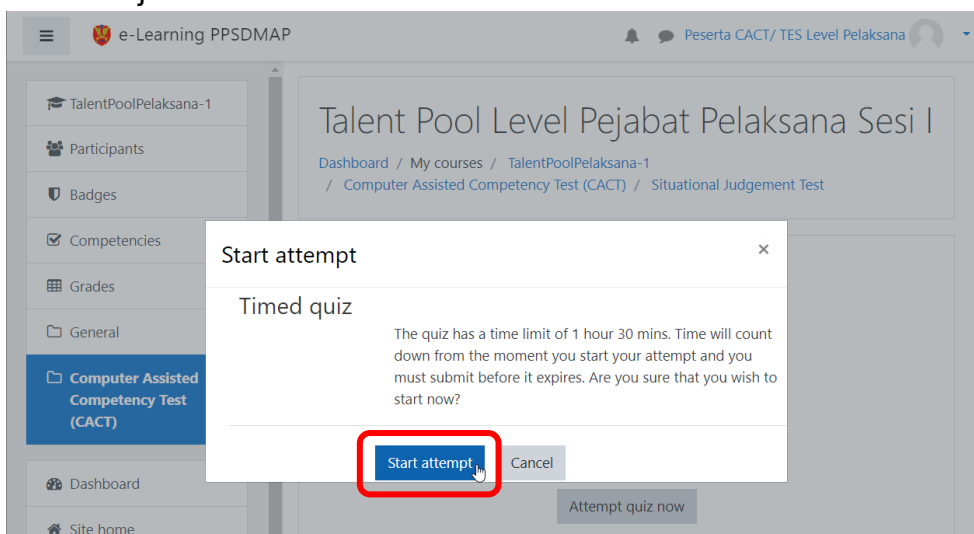 e-Learning PPSDMAP
Peserta CACT/ TES Level Pelaksana
TalentPoolPelaksana-1
Participants
Badges
Competencies
Grades
General
Computer Assisted
Competency Test
(CACT)
Dashboard
Site home
Talent Pool Level Pejabat Pelaksana Sesi I
Dashboard / My courses / TalentPoolPelaksana-1
/ Computer Assisted Competency Test (CACT) / Situational Judgement Test
Start attempt ×
Timed quiz
The quiz has a time limit of 1 hour 30 mins. Time will count
down from the moment you start your attempt and you
must submit before it expires. Are you sure that you wish to
start now?
Start attempt Cancel
Attempt quiz now